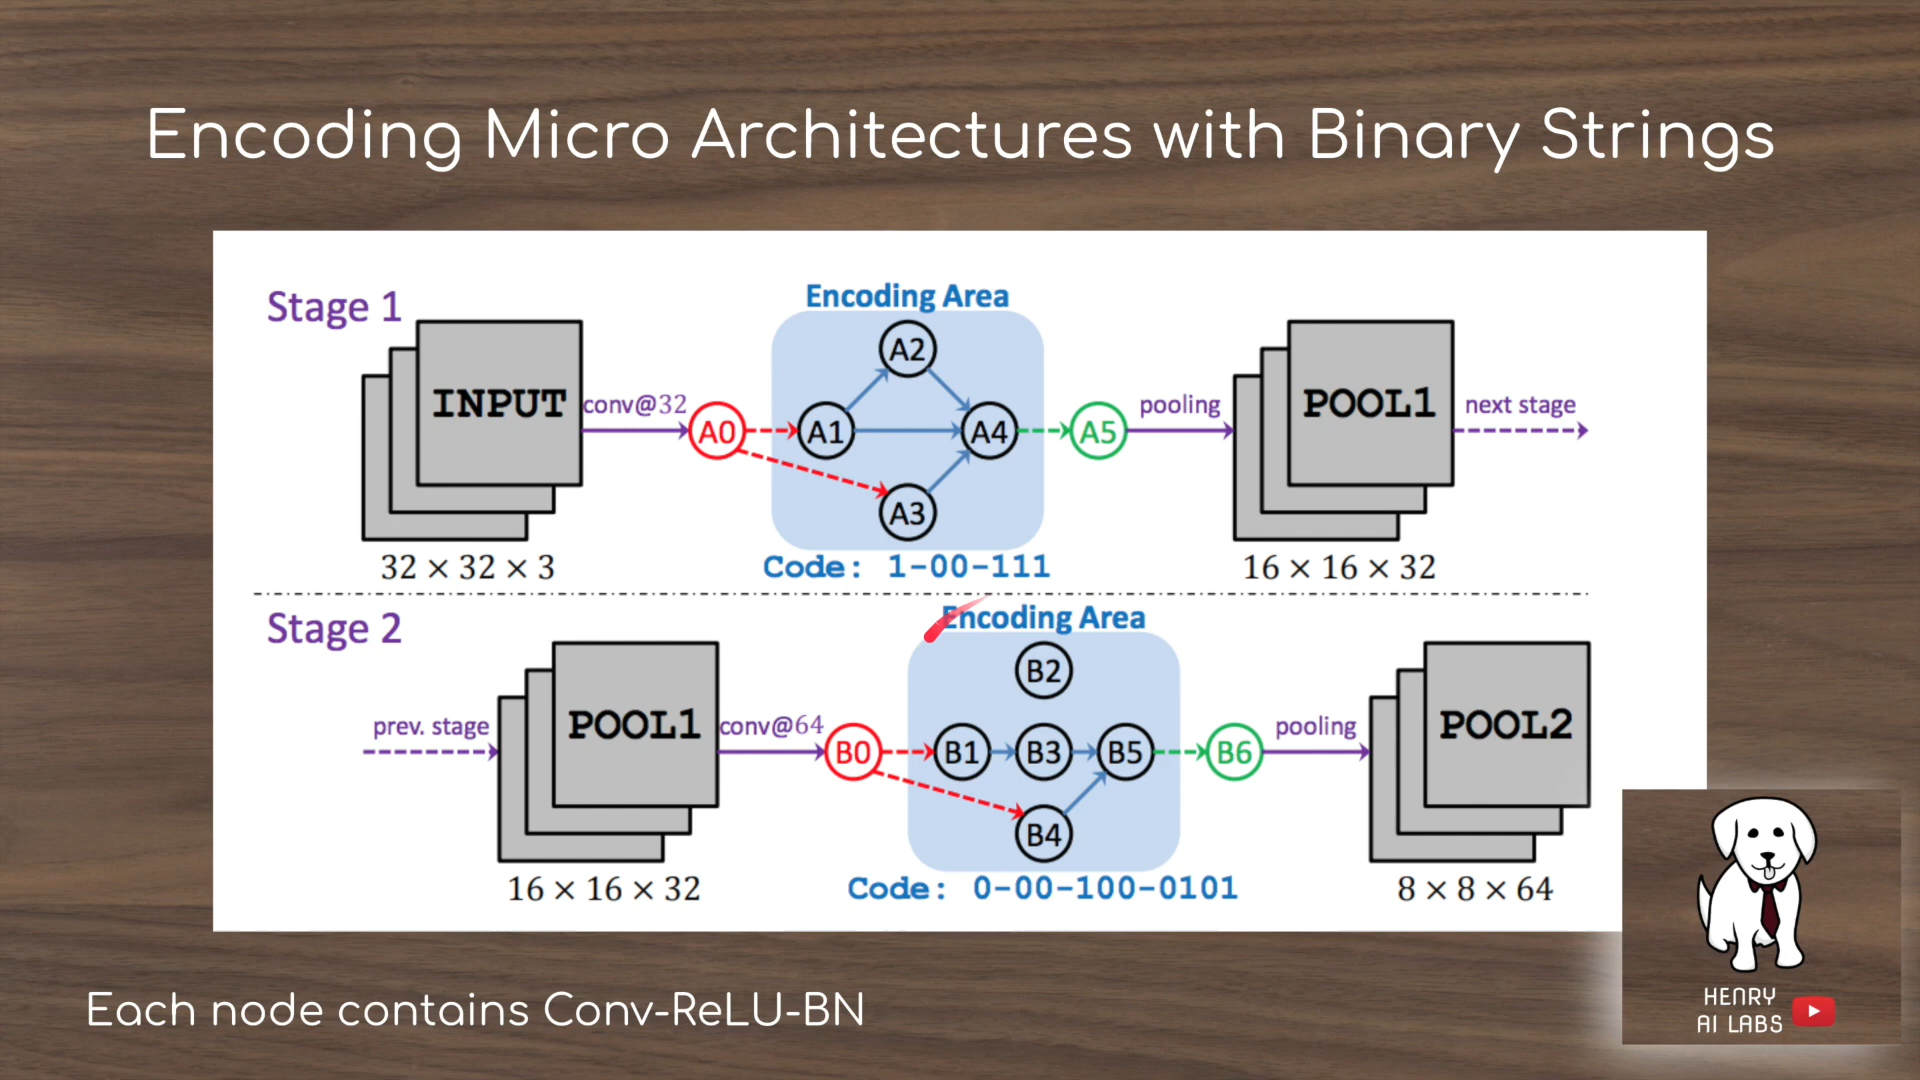 Encoding Micro Architectures with Binary Strings
Stage 1
Encoding Area
INPUT
conv@32
A0
A1
A2
A3
A4
A5
pooling
POOL1
next stage
32 × 32 × 3
Code: 1-00-111
16 × 16 × 32
Stage 2
Encoding Area
prev. stage
POOL1
conv@64
B0
B1
B2
B3
B4
B5
B6
pooling
POOL2
16 × 16 × 32
Code: 0-00-100-0101
8 × 8 × 64
Each node contains Conv-ReLU-BN
HENRY
AI LABS